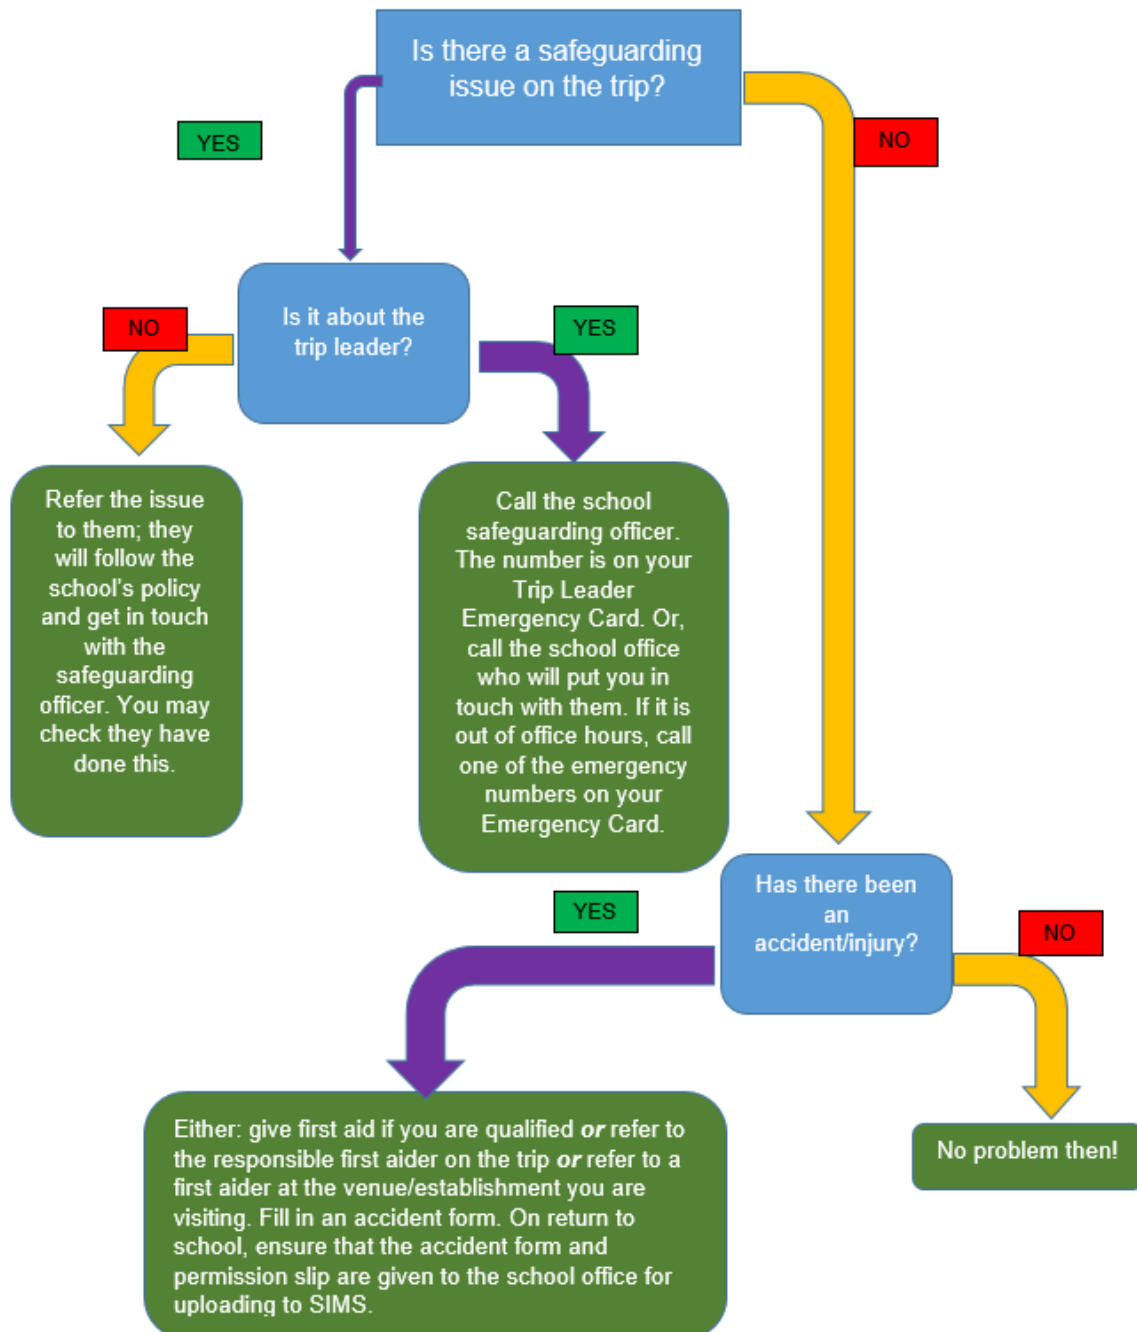 Is there a safeguarding
issue on the trip?
YES
NO
Is it about the
trip leader?
NO
YES
Refer the issue
to them; they
will follow the
school’s policy
and get in touch
with the
safeguarding
officer. You may
check they have
done this.
Call the school
safeguarding officer.
The number is on your
Trip Leader
Emergency Card. Or,
call the school office
who will put you in
touch with them. If it is
out of office hours, call
one of the emergency
numbers on your
Emergency Card.
Has there been
an
accident/injury?
YES
NO
Either: give first aid if you are qualified or refer to
the responsible first aider on the trip or refer to a
first aider at the venue/establishment you are
visiting. Fill in an accident form. On return to
school, ensure that the accident form and
permission slip are given to the school office for
uploading to SIMS.
No problem then!